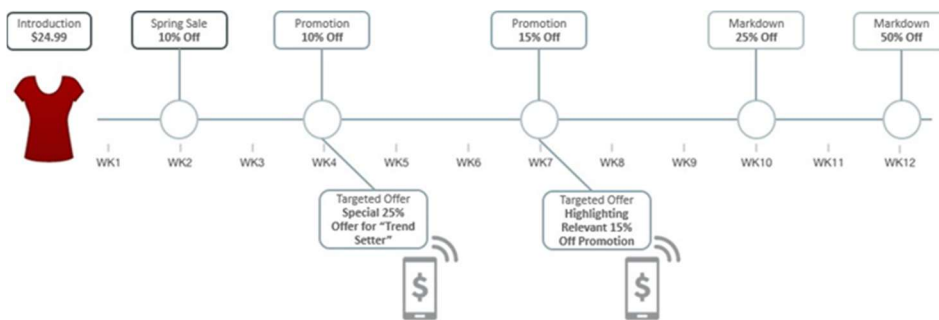 Introduction
$24.99
Spring Sale
10% Off
Promotion
10% Off
Promotion
15% Off
Markdown
25% Off
Markdown
50% Off
WK1
WK2
WK3
WK4
WK5
WK6
WK7
WK8
WK9
WK10
WK11
WK12
Targeted Offer
Special 25%
Offer for "Trend
Setter"
Targeted Offer
Highlighting
Relevant 15%
Off Promotion
$
$